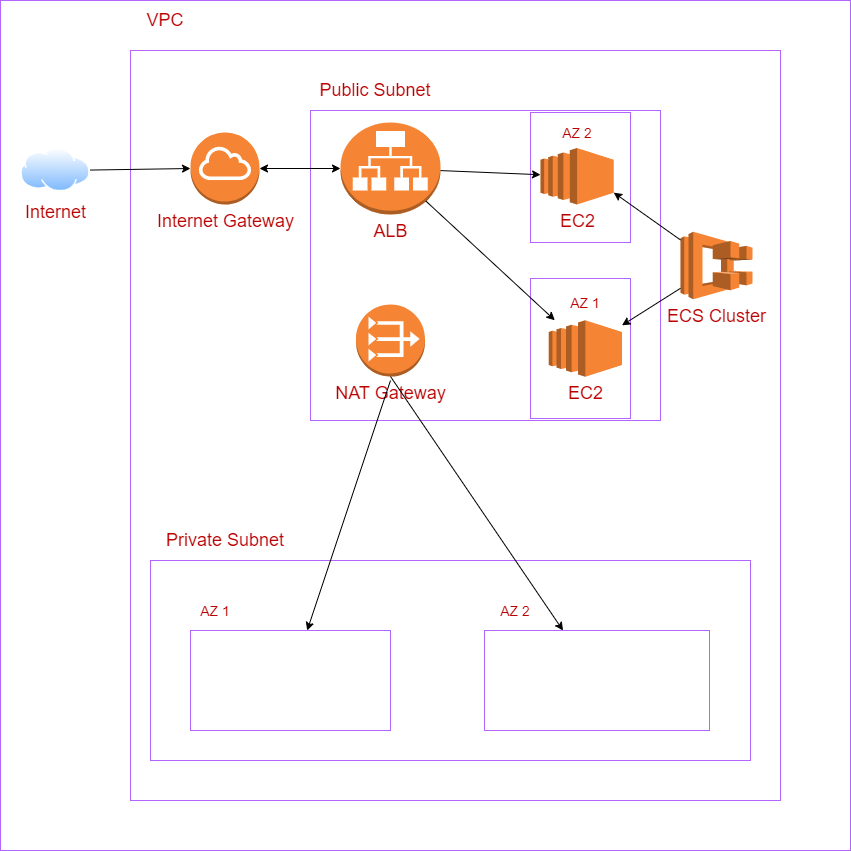 VPC
Public Subnet
AZ 2
Internet
Internet Gateway
ALB
EC2
AZ 1
ECS Cluster
NAT Gateway
EC2
Private Subnet
AZ 1
AZ 2